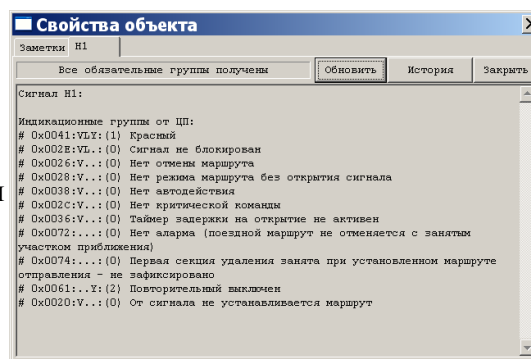 Свойства объекта
Заметки H1
Все обязательные группы получены Обновить История Закрыть
Сигнал H1:
Индикационные группы от ЦП:
# 0x0041:VLY:(1) Красный
# 0x002E:VL.:(0) Сигнал не блокирован
# 0x0026:V..:(0) Нет отмены маршрута
# 0x0028:V..:(0) Нет режима маршрута без открытия сигнала
# 0x0038:V..:(0) Нет автодействия
# 0x002C:V..:(0) Нет критической команды
# 0x0036:V..:(0) Таймер задержки на открытие не активен
# 0x0072:...:(0) Нет аларма (поездной маршрут не отменяется с занятым
участком приближения)
# 0x0074:...:(0) Первая секция удаления занята при установленном маршруте
отправления - не зафиксировано
# 0x0061:..Y:(2) Повторительный выключен
# 0x0020:V..:(0) От сигнала не устанавливается маршрут